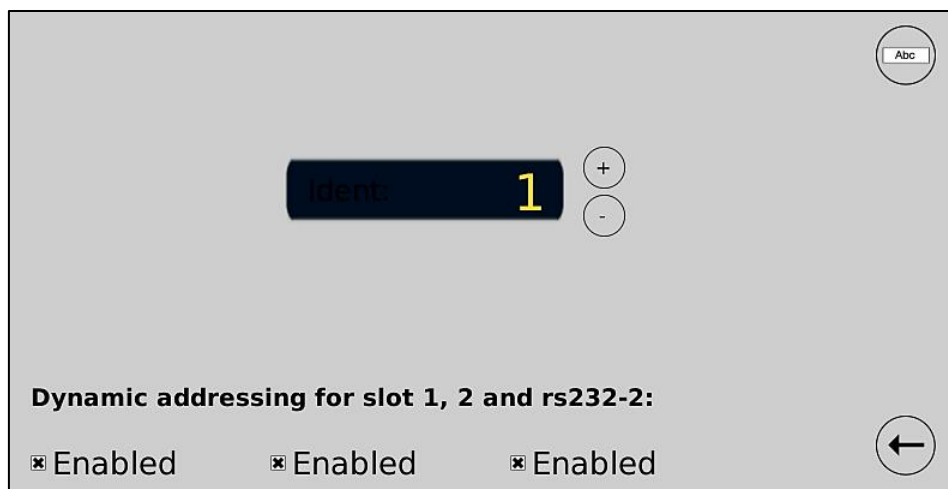 Abc
Ident: 1
+
-
Dynamic addressing for slot 1, 2 and rs232-2:
Enabled Enabled Enabled